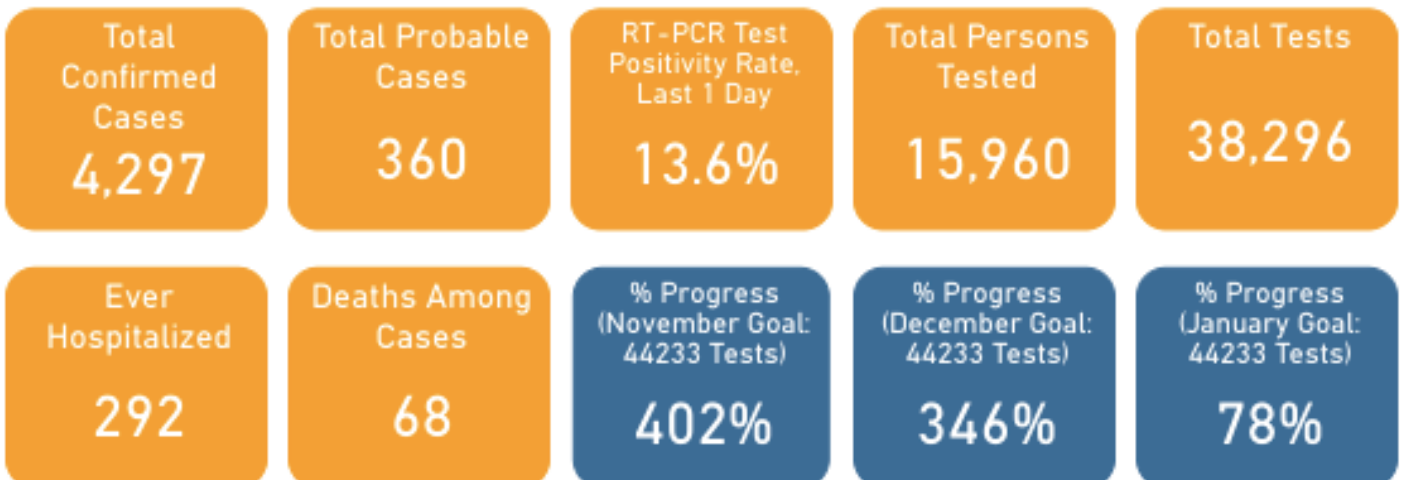 Total
Confirmed
Cases
4,297
Total Probable
Cases
360
RT-PCR Test
Positivity Rate,
Last 1 Day
13.6%
Total Persons
Tested
15,960
Total Tests
38,296
Ever
Hospitalized
292
Deaths Among
Cases
68
% Progress
(November Goal:
44233 Tests)
402%
% Progress
(December Goal:
44233 Tests)
346%
% Progress
(January Goal:
44233 Tests)
78%